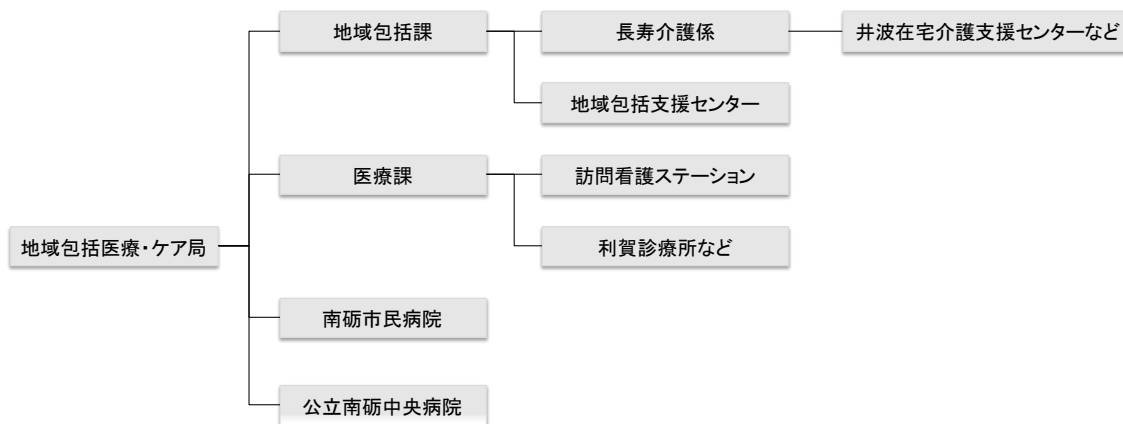 地域包括課
長寿介護係
井波在宅介護支援センターなど
地域包括支援センター
医療課
訪問看護ステーション
地域包括医療・ケア局
利賀診療所など
南砺市民病院
公立南砺中央病院